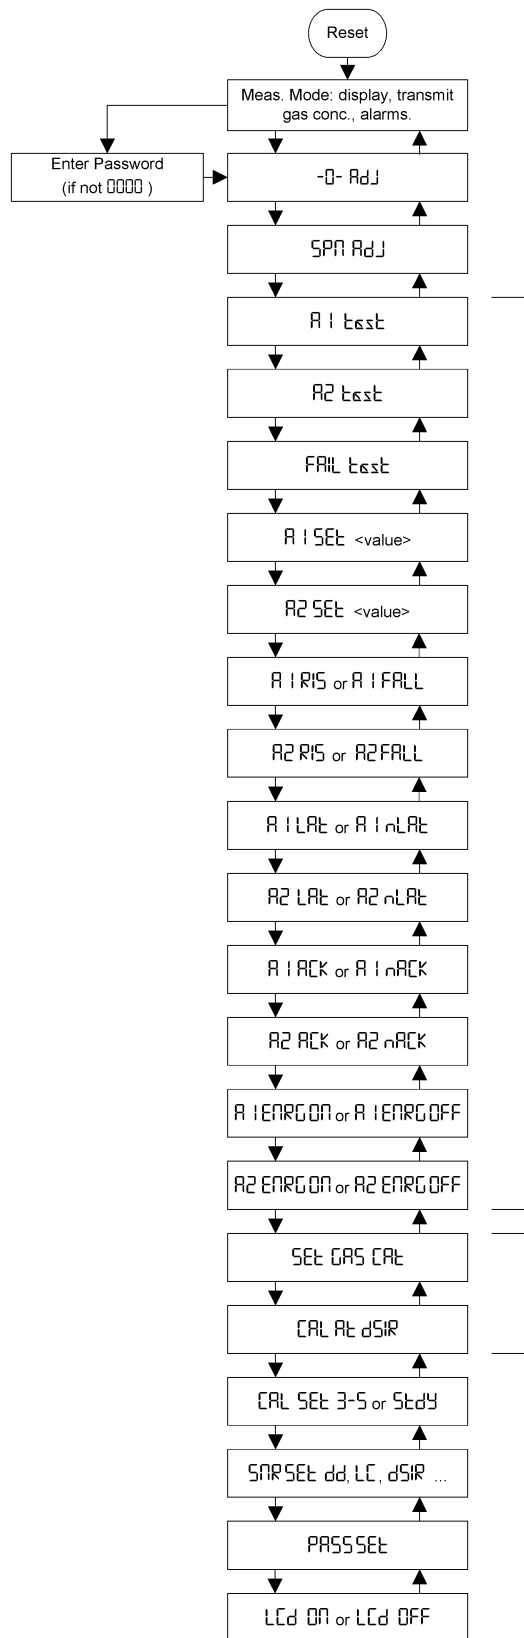 Reset
Meas. Mode: display, transmit
gas conc., alarms.
Enter Password
(if not 0000 )
-0- AdJ
SPN AdJ
A1 test
A2 test
FAIL test
A1 SEt <value>
A2 SEt <value>
A1 RIS or A1 FALL
A2 RIS or A2 FALL
A1 LAt or A1 nLAt
A2 LAt or A2 nLAt
A1 ACK or A1 nACK
A2 ACK or A2 nACK
A1 ENRG ON or A1 ENRG OFF
A2 ENRG ON or A2 ENRG OFF
SEt GAS CAt
CAL At dSIR
CAL SEt 3-5 or StdY
SNR SEt dd, LC, dSIR ...
PASS SEt
LCd ON or LCd OFF